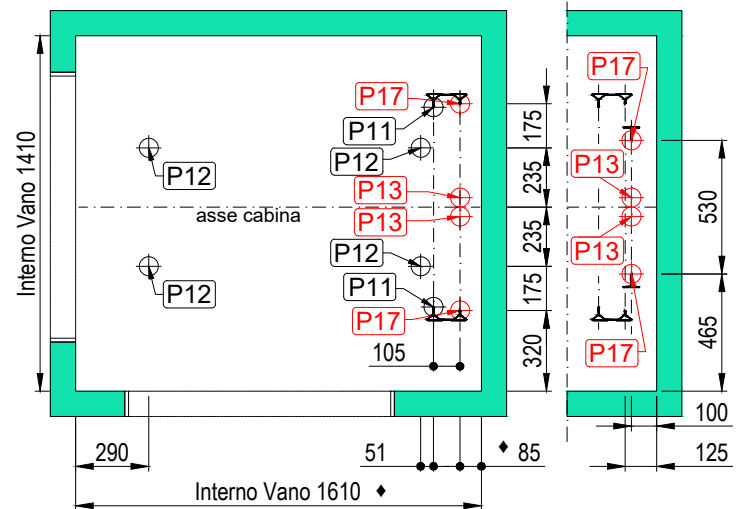 P17
P11
P12
P12
P13
asse cabina
P13
P12
P12
P11
P17
Interno Vano 1410
175
235
235
175
320
105
290
51
♦ 85
Interno Vano 1610 ♦
P17
P13
P13
P17
530
465
100
125